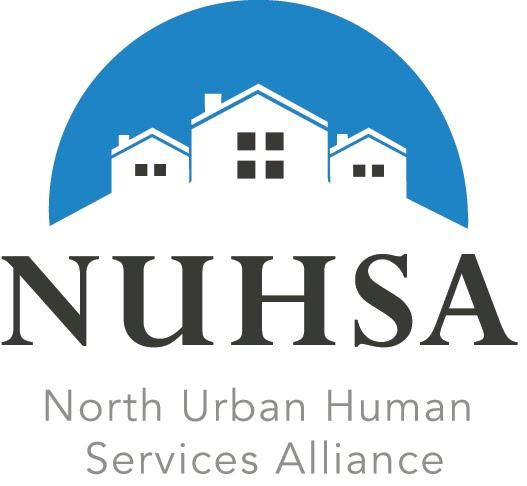 NUHSA
North Urban Human
Services Alliance